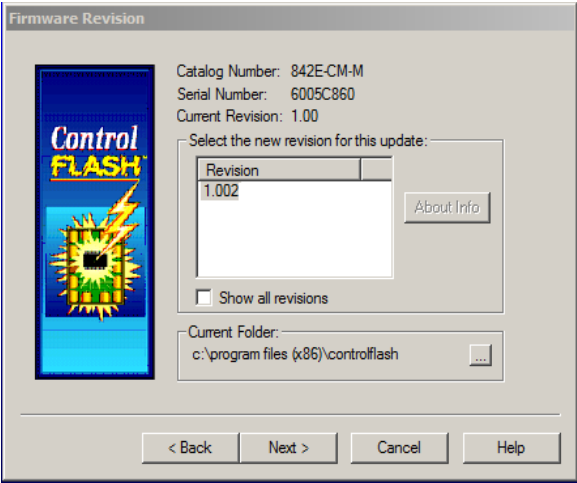 Firmware Revision
Control
FLASH™
Catalog Number: 842E-CM-M
Serial Number: 6005C860
Current Revision: 1.00
Select the new revision for this update:
Revision
1.002
About Info
Show all revisions
Current Folder:
c:\program files (x86)\controlflash
...
< Back Next > Cancel Help